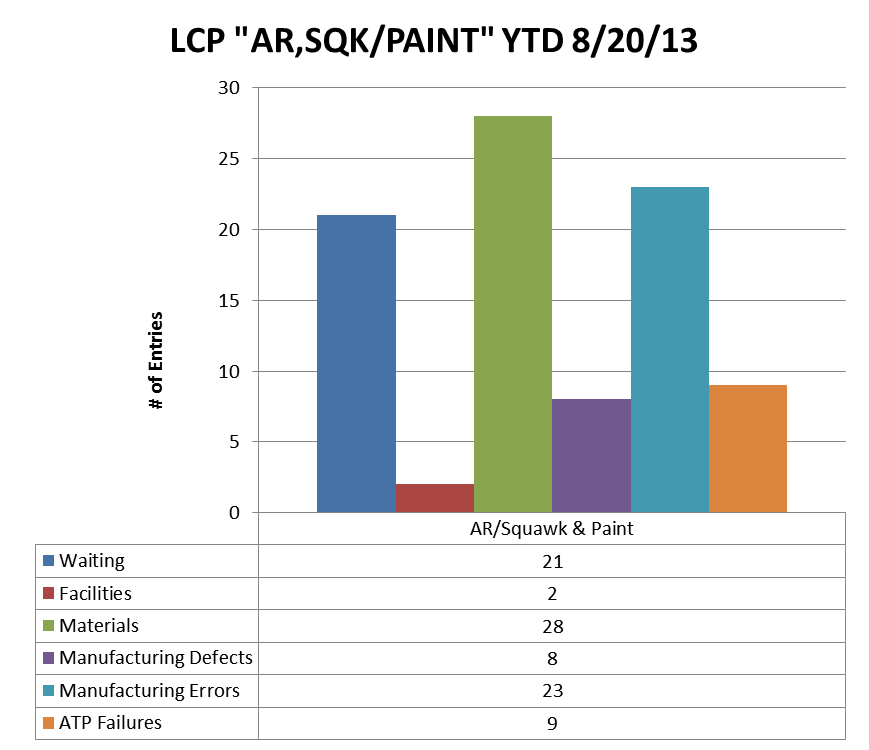 LCP "AR,SQK/PAINT" YTD 8/20/13
30
25
20
15
10
5
0
# of Entries
AR/Squawk & Paint
Waiting 21
Facilities 2
Materials 28
Manufacturing Defects 8
Manufacturing Errors 23
ATP Failures 9